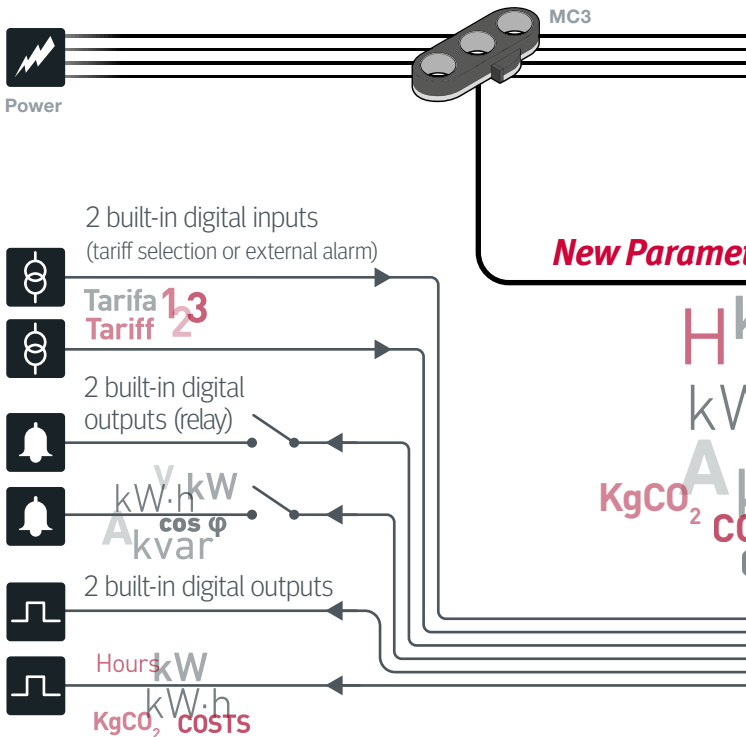 MC3
Power
2 built-in digital inputs
(tariff selection or external alarm)
Tarifa 1 2 3
Tariff
New Paramet
H
kW
A
KgCO2
2 built-in digital
outputs (relay)
V
kW·h kW
A cos φ
kvar
2 built-in digital outputs
Hours kW
kW·h
KgCO2 COSTS